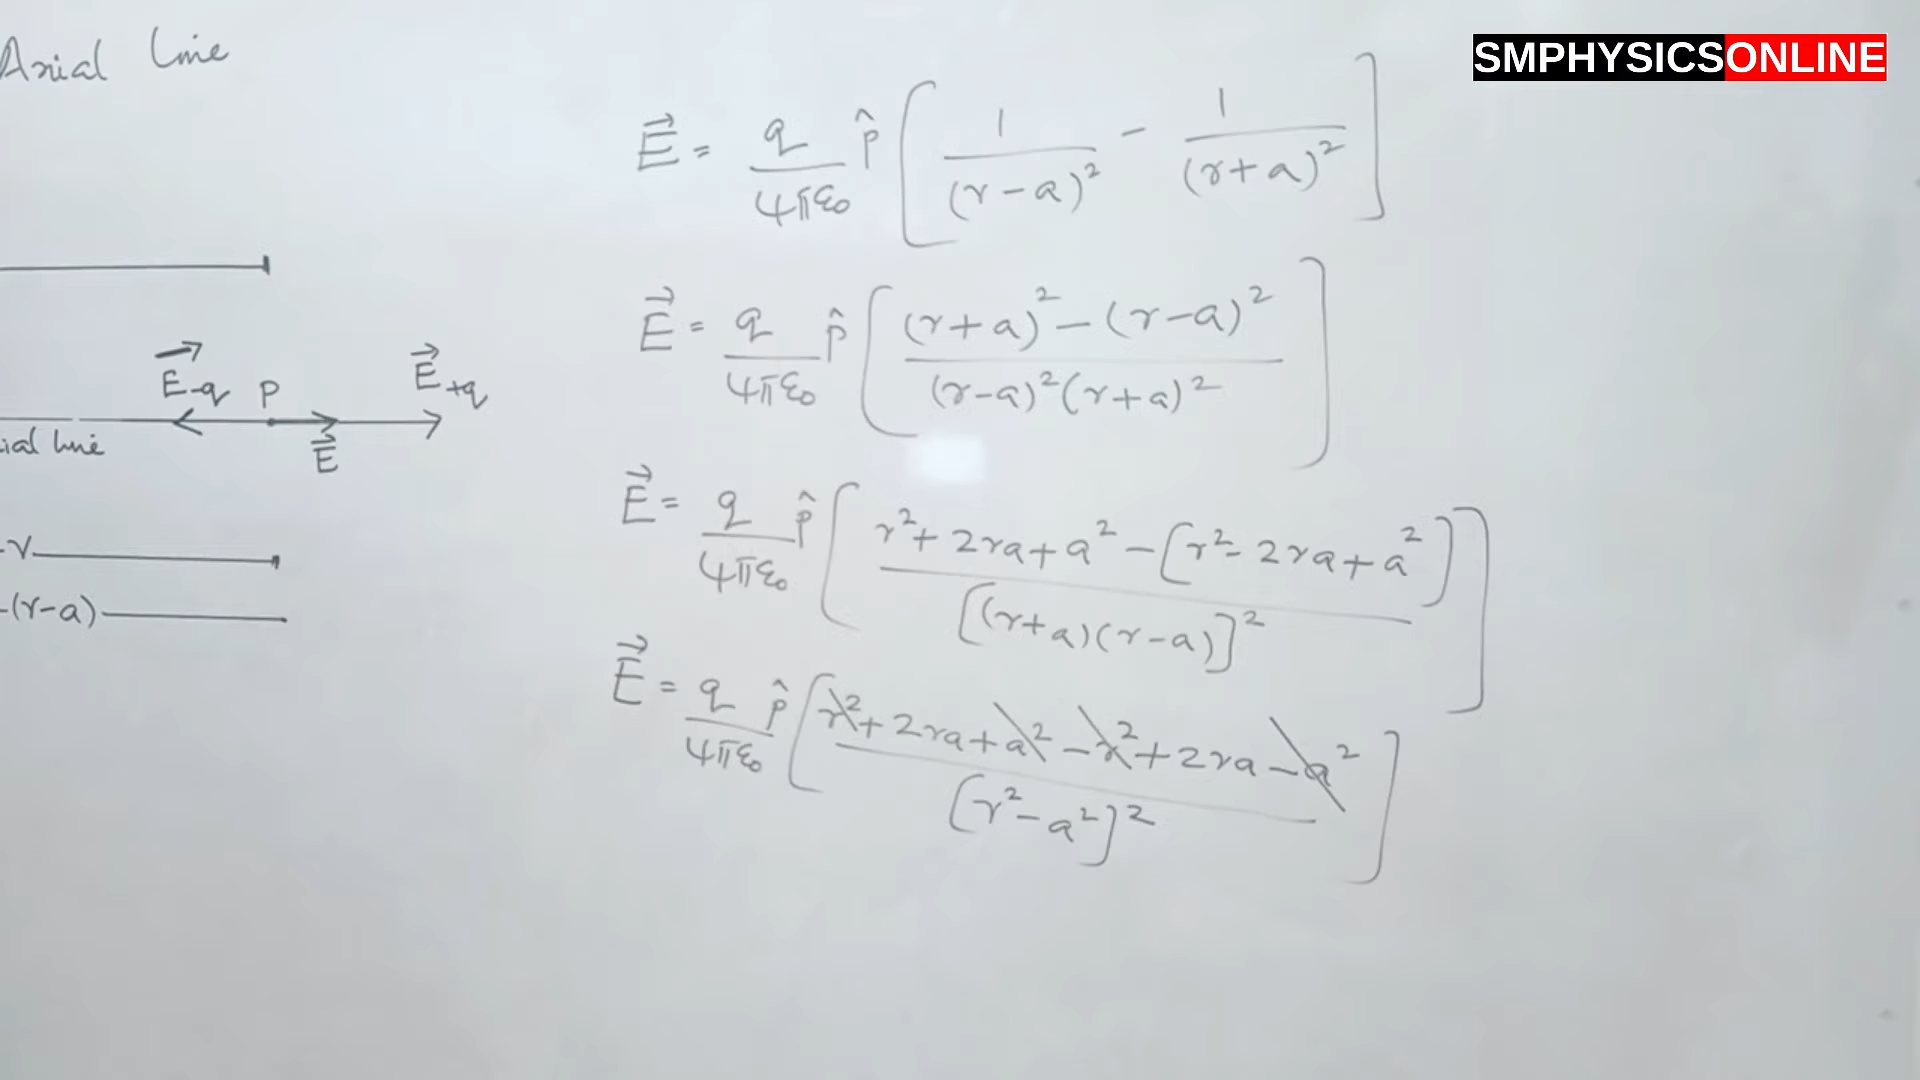 Axial line
SMPHYSICSONLINE
E⃗ = q/4πε₀ p̂ [ 1/(r-a)² - 1/(r+a)² ]
E⃗ = q/4πε₀ p̂ [ (r+a)² - (r-a)² / (r-a)²(r+a)² ]
E⃗-q P E⃗+q
E⃗
ial line
E⃗ = q/4πε₀ p̂ [ r² + 2ra + a² - [r² - 2ra + a²] / [(r+a)(r-a)]² ]
r
(r-a)
E⃗ = q/4πε₀ p̂ [ r² + 2ra + a² - r² + 2ra - a² / [r² - a²]² ]